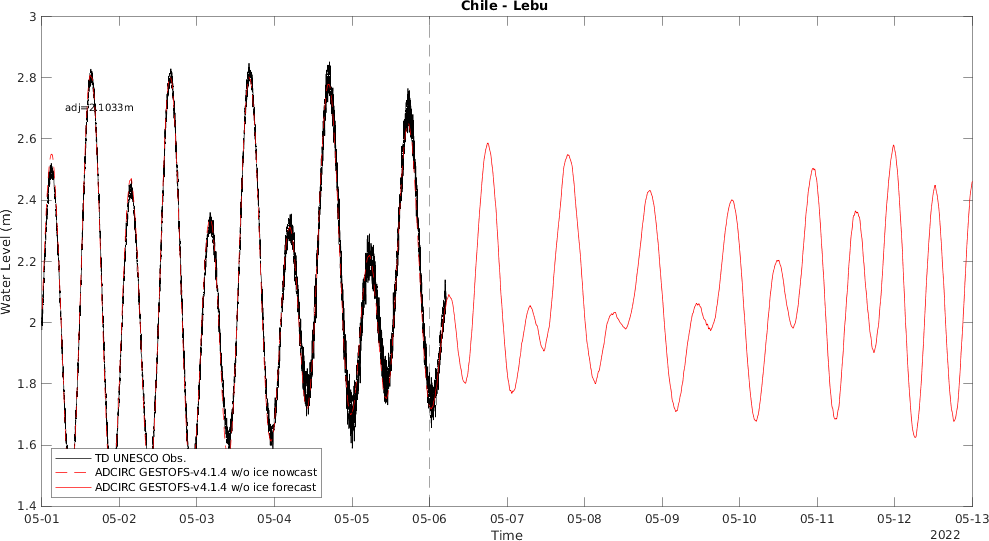 Chile - Lebu
3
2.8
adj=2.1033m
2.6
2.4
2.2
2
1.8
1.6
1.4
Water Level (m)
TD UNESCO Obs.
ADCIRC GESTOFS-v4.1.4 w/o ice nowcast
ADCIRC GESTOFS-v4.1.4 w/o ice forecast
05-01 05-02 05-03 05-04 05-05 05-06 05-07 05-08 05-09 05-10 05-11 05-12 05-13
Time
2022